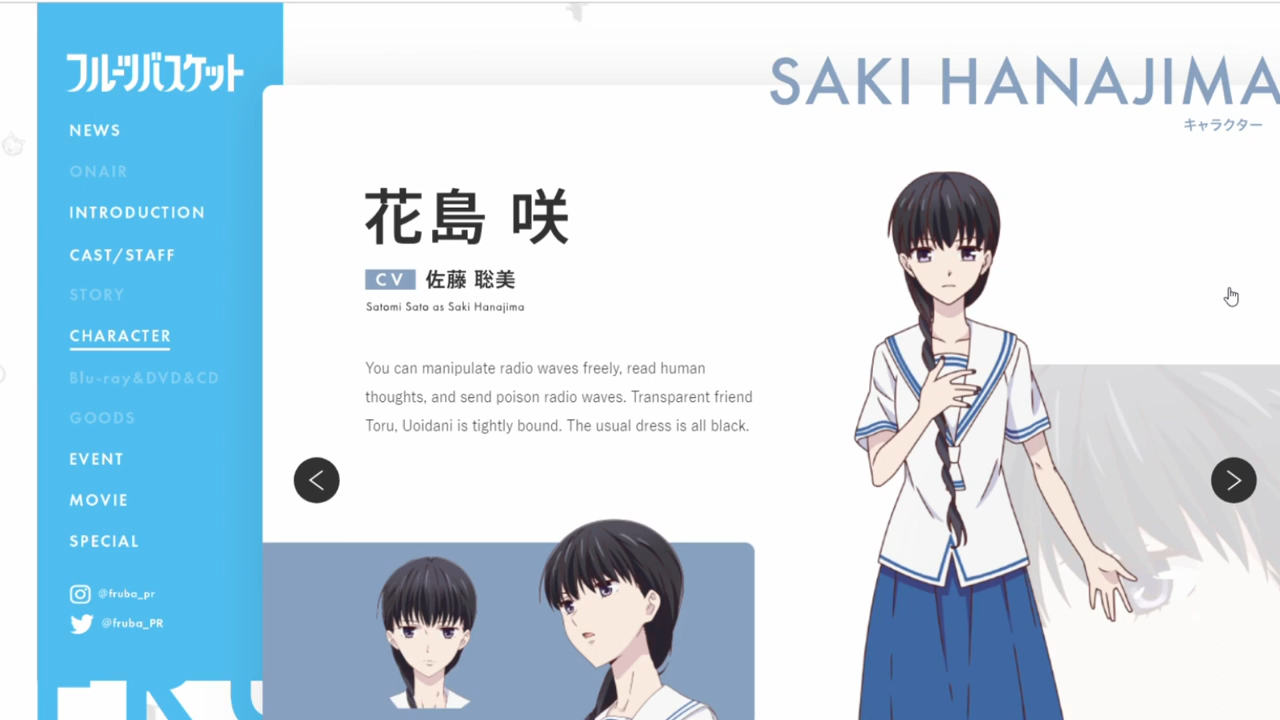 フルーツバスケット
NEWS
ONAIR
INTRODUCTION
CAST/STAFF
STORY
CHARACTER
Blu-ray&DVD&CD
GOODS
EVENT
MOVIE
SPECIAL
@fruba_pr
@fruba_PR
SAKI HANAJIMA
キャラクター
花島 咲
CV 佐藤 聡美
Satomi Sato as Saki Hanajima
You can manipulate radio waves freely, read human
thoughts, and send poison radio waves. Transparent friend
Toru, Uoidani is tightly bound. The usual dress is all black.